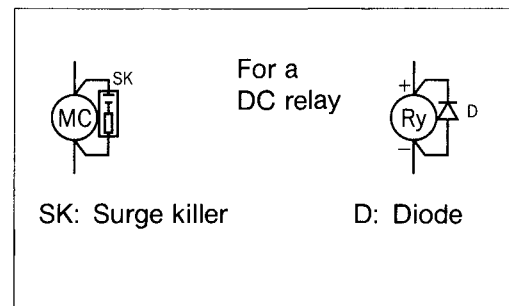 SK
MC
For a
DC relay
+
Ry
D
−
SK: Surge killer
D: Diode